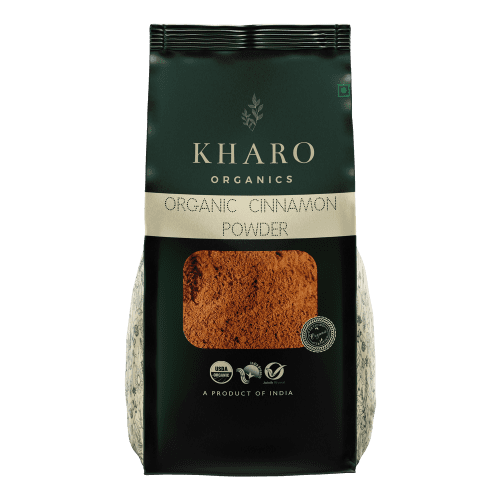 KHARO
ORGANICS
ORGANIC CINNAMON
POWDER
USDA
ORGANIC
A PRODUCT OF INDIA